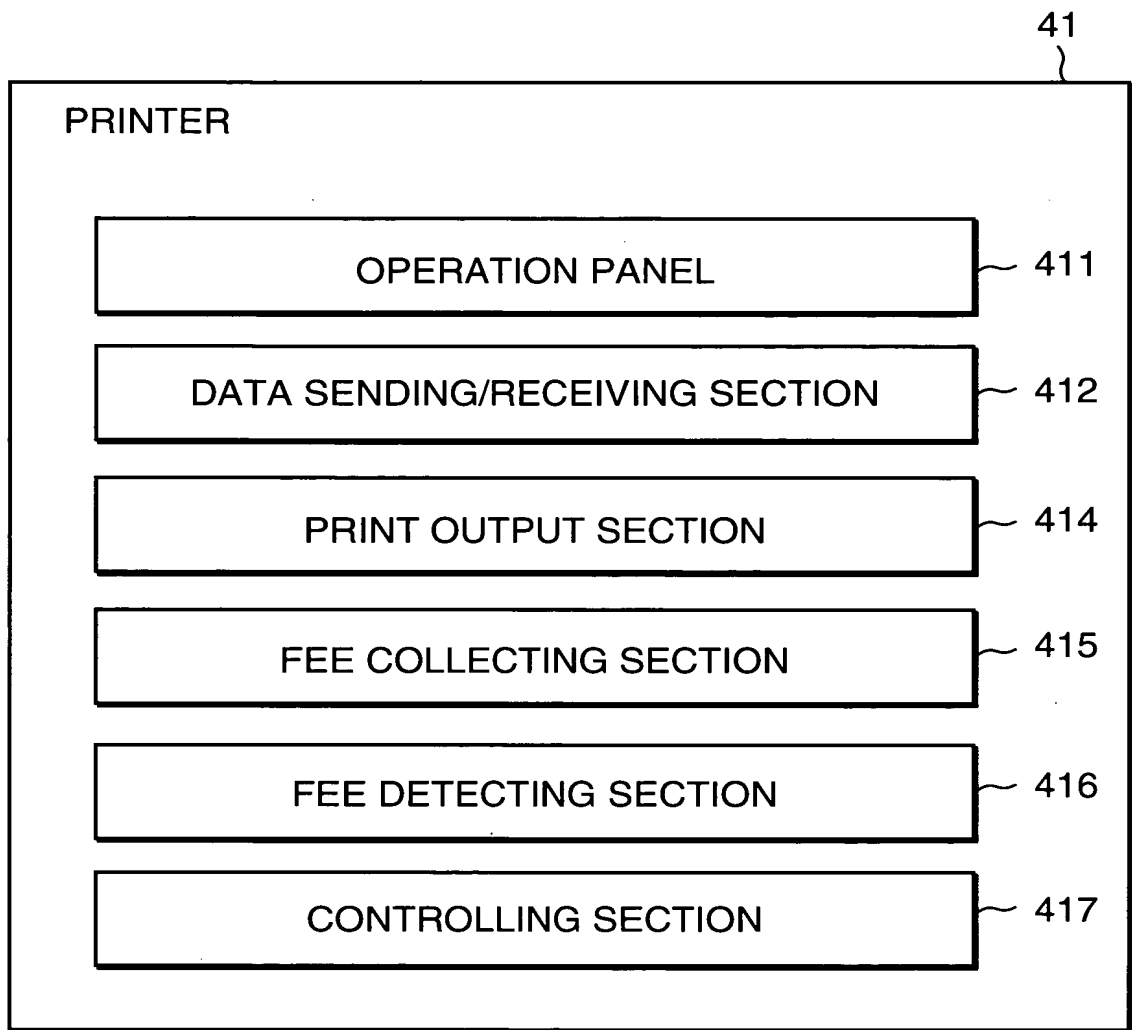 41
PRINTER
OPERATION PANEL 411
DATA SENDING/RECEIVING SECTION 412
PRINT OUTPUT SECTION 414
FEE COLLECTING SECTION 415
FEE DETECTING SECTION 416
CONTROLLING SECTION 417